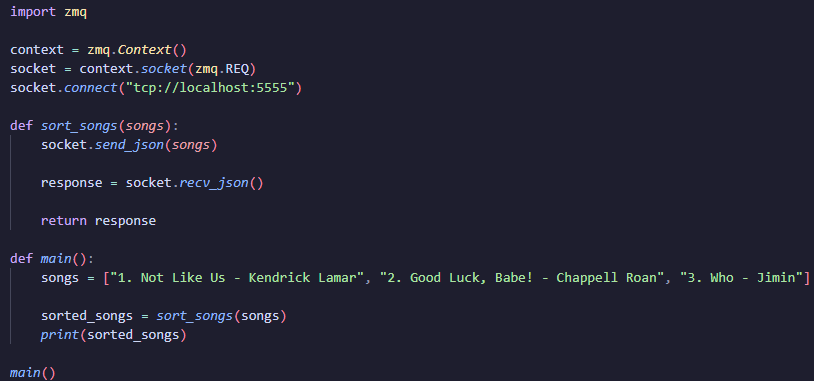 import zmq
context = zmq.Context()
socket = context.socket(zmq.REQ)
socket.connect("tcp://localhost:5555")
def sort_songs(songs):
    socket.send_json(songs)
    response = socket.recv_json()
    return response
def main():
    songs = ["1. Not Like Us - Kendrick Lamar", "2. Good Luck, Babe! - Chappell Roan", "3. Who - Jimin"]
    sorted_songs = sort_songs(songs)
    print(sorted_songs)
main()